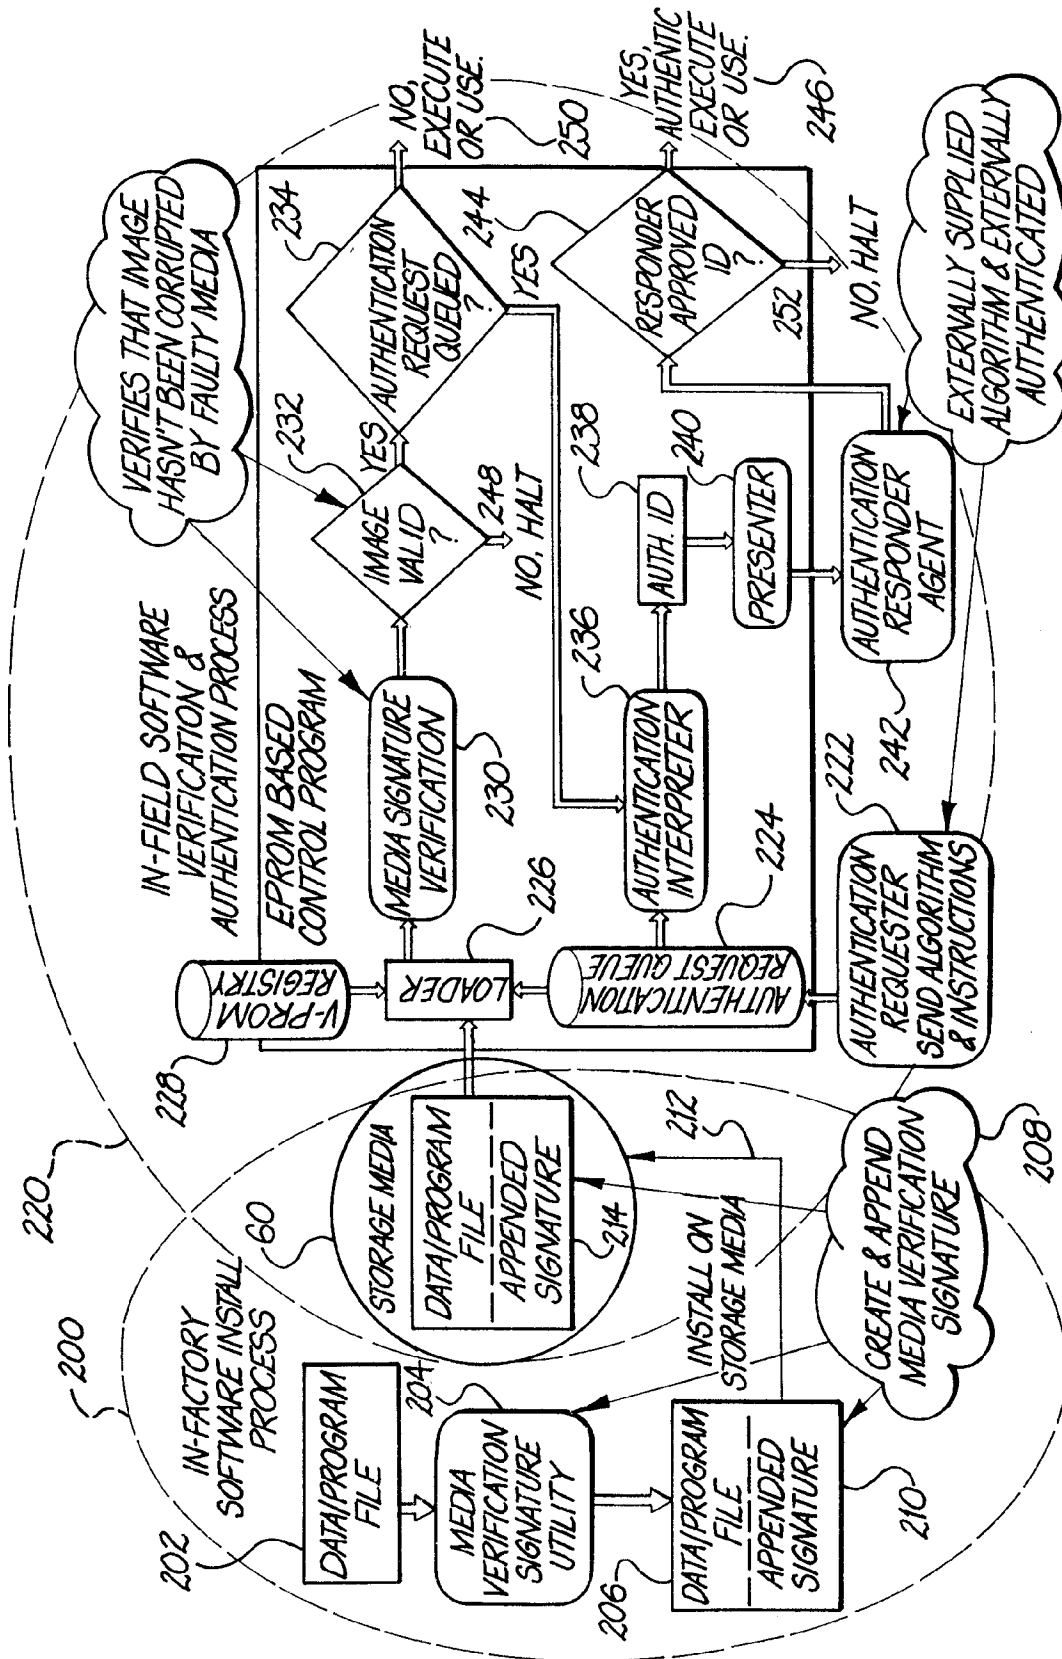 200
IN-FACTORY
SOFTWARE INSTALL
PROCESS
202
DATA/PROGRAM
FILE
204
MEDIA
VERIFICATION
SIGNATURE
UTILITY
206
DATA/PROGRAM
FILE
APPENDED
SIGNATURE
210
INSTALL ON
STORAGE MEDIA
212
CREATE & APPEND
MEDIA VERIFICATION
SIGNATURE
208
60
STORAGE MEDIA
DATA/PROGRAM
FILE
APPENDED
SIGNATURE
214
220
IN-FIELD SOFTWARE
VERIFICATION &
AUTHENTICATION PROCESS
228
V-PROM
REGISTRY
EPROM BASED
CONTROL PROGRAM
LOADER
226
MEDIA SIGNATURE
VERIFICATION
230
VERIFIES THAT IMAGE
HASN'T BEEN CORRUPTED
BY FAULTY MEDIA
232
IMAGE
VALID
?
YES
248
NO, HALT
234
AUTHENTICATION
REQUEST
QUEUED
?
YES
NO,
EXECUTE
OR USE.
250
AUTHENTICATION
REQUEST QUEUE
224
AUTHENTICATION
INTERPRETER
236
AUTH. ID
238
PRESENTER
240
244
RESPONDER
APPROVED
ID
?
YES,
AUTHENTIC
EXECUTE
OR USE.
246
252
NO, HALT
AUTHENTICATION
REQUESTER
SEND ALGORITHM
& INSTRUCTIONS
222
AUTHENTICATION
RESPONDER
AGENT
242
EXTERNALLY SUPPLIED
ALGORITHM & EXTERNALLY
AUTHENTICATED